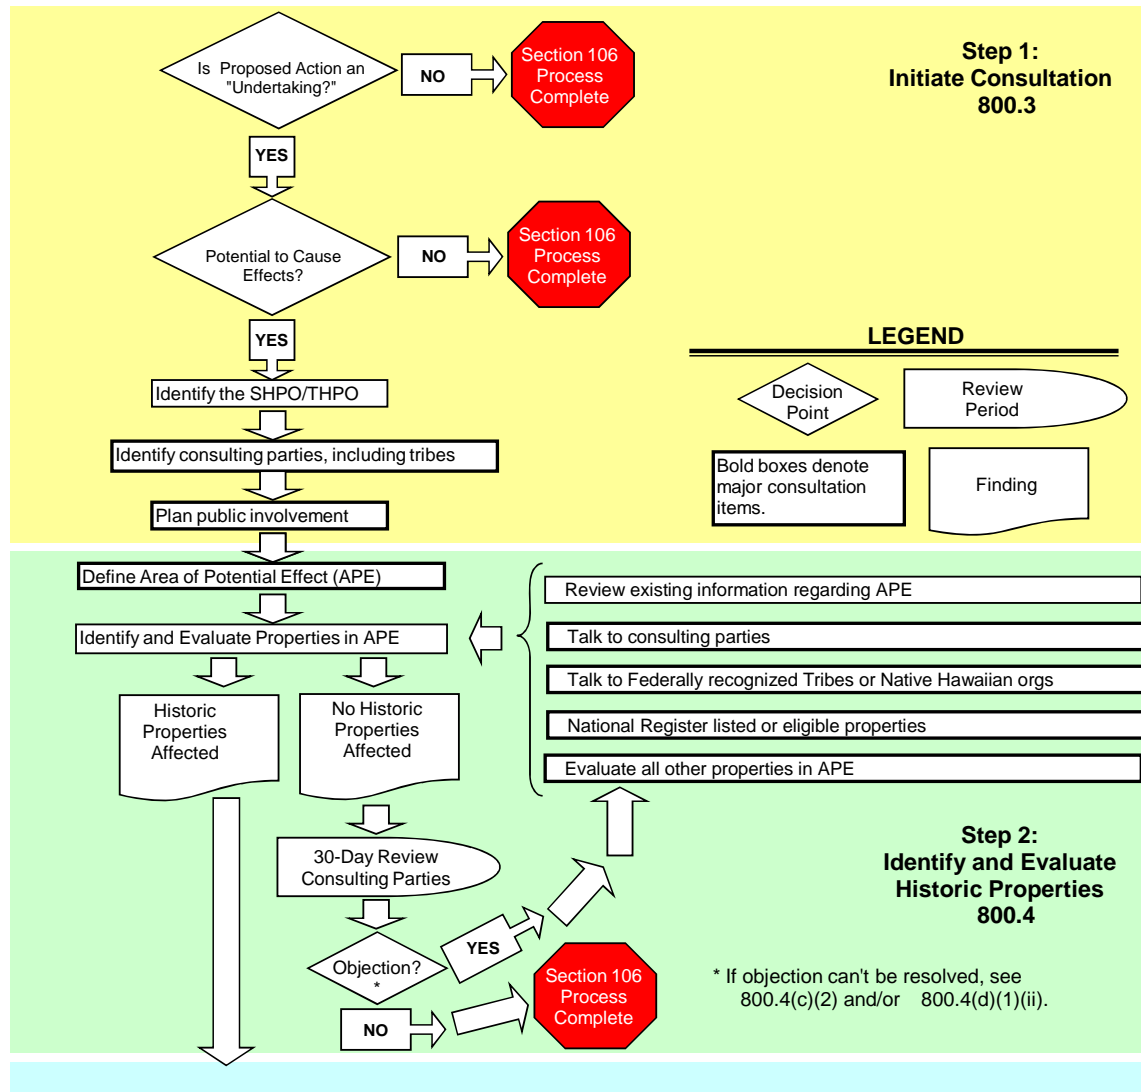 Step 1:
Initiate Consultation
800.3
Is Proposed Action an
"Undertaking?"
NO
Section 106
Process
Complete
YES
Potential to Cause
Effects?
NO
Section 106
Process
Complete
YES
Identify the SHPO/THPO
Identify consulting parties, including tribes
Plan public involvement
LEGEND
Decision
Point
Review
Period
Bold boxes denote
major consultation
items.
Finding
Define Area of Potential Effect (APE)
Identify and Evaluate Properties in APE
Review existing information regarding APE
Talk to consulting parties
Talk to Federally recognized Tribes or Native Hawaiian orgs
National Register listed or eligible properties
Evaluate all other properties in APE
Historic
Properties
Affected
No Historic
Properties
Affected
30-Day Review
Consulting Parties
Objection?
*
YES
NO
Section 106
Process
Complete
Step 2:
Identify and Evaluate
Historic Properties
800.4
* If objection can't be resolved, see
800.4(c)(2) and/or 800.4(d)(1)(ii).